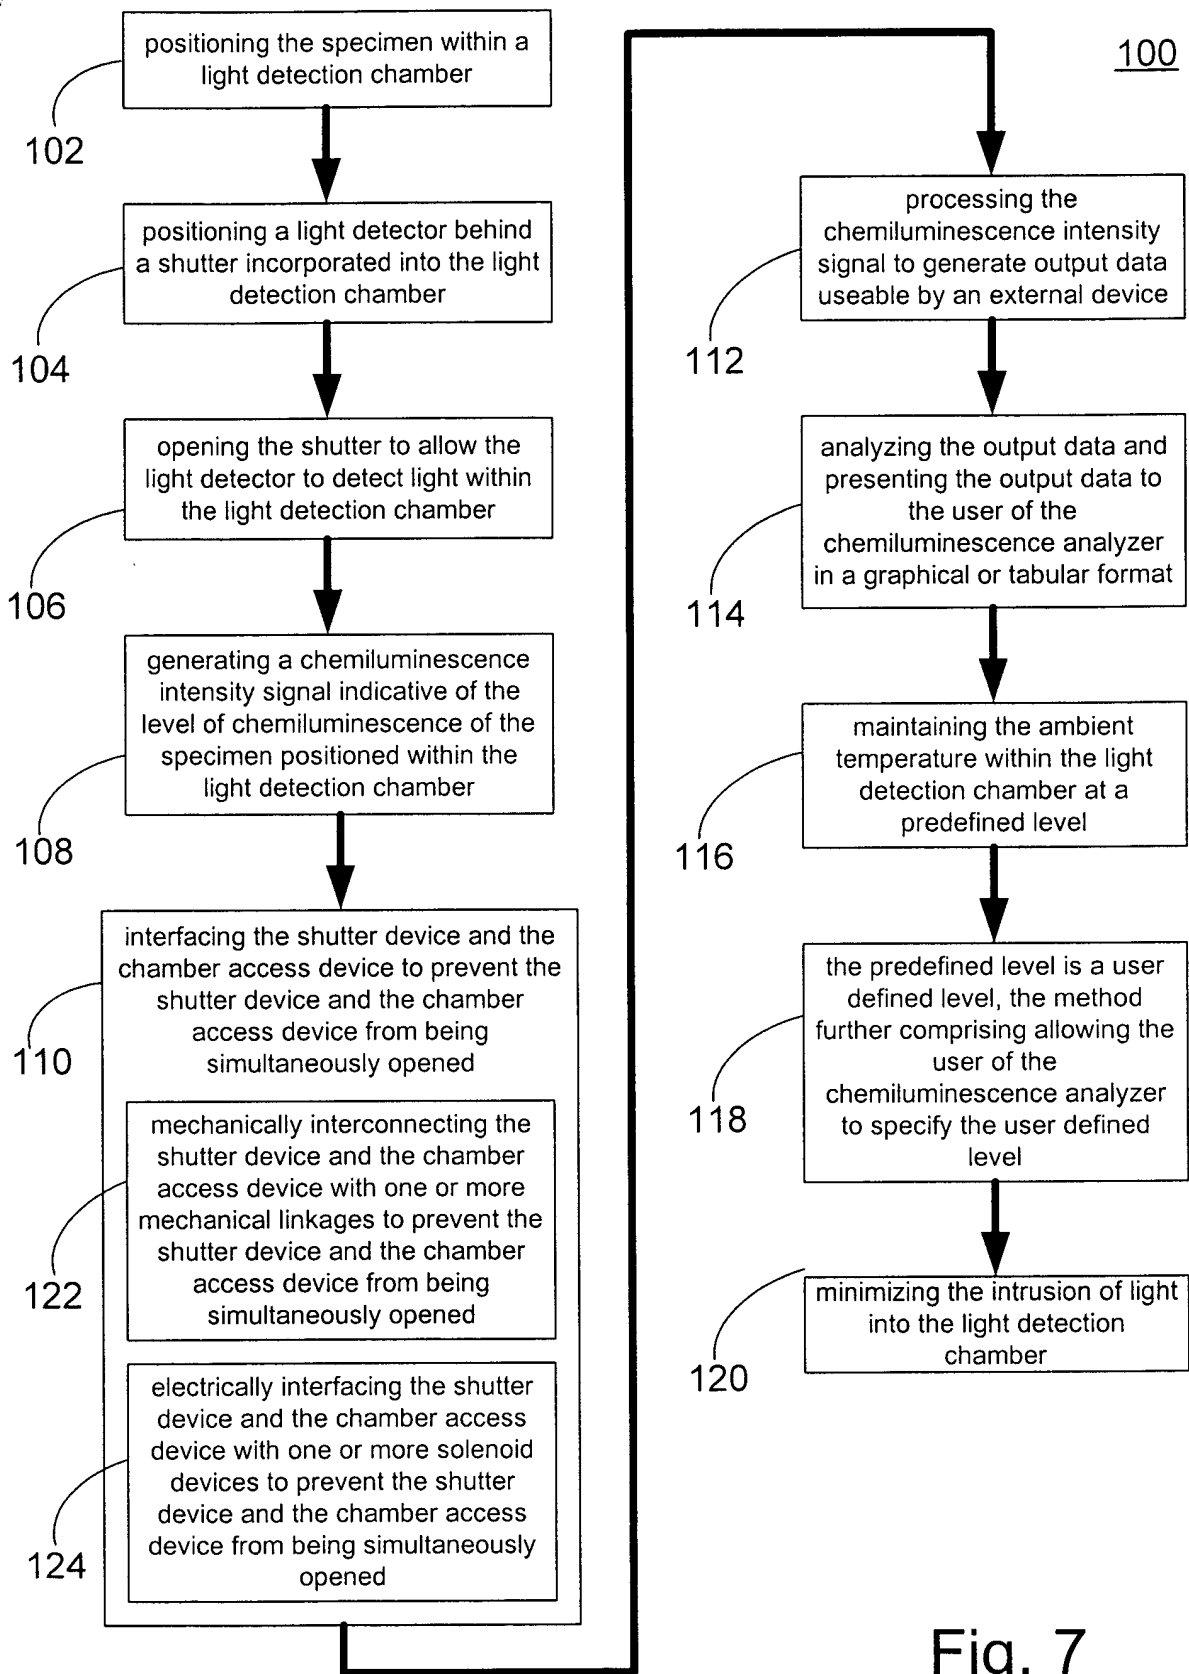 positioning the specimen within a
light detection chamber
102
positioning a light detector behind
a shutter incorporated into the light
detection chamber
104
opening the shutter to allow the
light detector to detect light within
the light detection chamber
106
generating a chemiluminescence
intensity signal indicative of the
level of chemiluminescence of the
specimen positioned within the
light detection chamber
108
interfacing the shutter device and the
chamber access device to prevent the
shutter device and the chamber
access device from being
simultaneously opened
110
mechanically interconnecting the
shutter device and the chamber
access device with one or more
mechanical linkages to prevent the
shutter device and the chamber
access device from being
simultaneously opened
122
electrically interfacing the shutter
device and the chamber access
device with one or more solenoid
devices to prevent the shutter
device and the chamber access
device from being simultaneously
opened
124
100
processing the
chemiluminescence intensity
signal to generate output data
useable by an external device
112
analyzing the output data and
presenting the output data to
the user of the
chemiluminescence analyzer
in a graphical or tabular format
114
maintaining the ambient
temperature within the light
detection chamber at a
predefined level
116
the predefined level is a user
defined level, the method
further comprising allowing the
user of the
chemiluminescence analyzer
to specify the user defined
level
118
minimizing the intrusion of light
into the light detection
chamber
120
Fig. 7